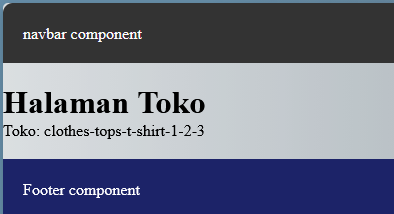 navbar component
Halaman Toko
Toko: clothes-tops-t-shirt-1-2-3
Footer component